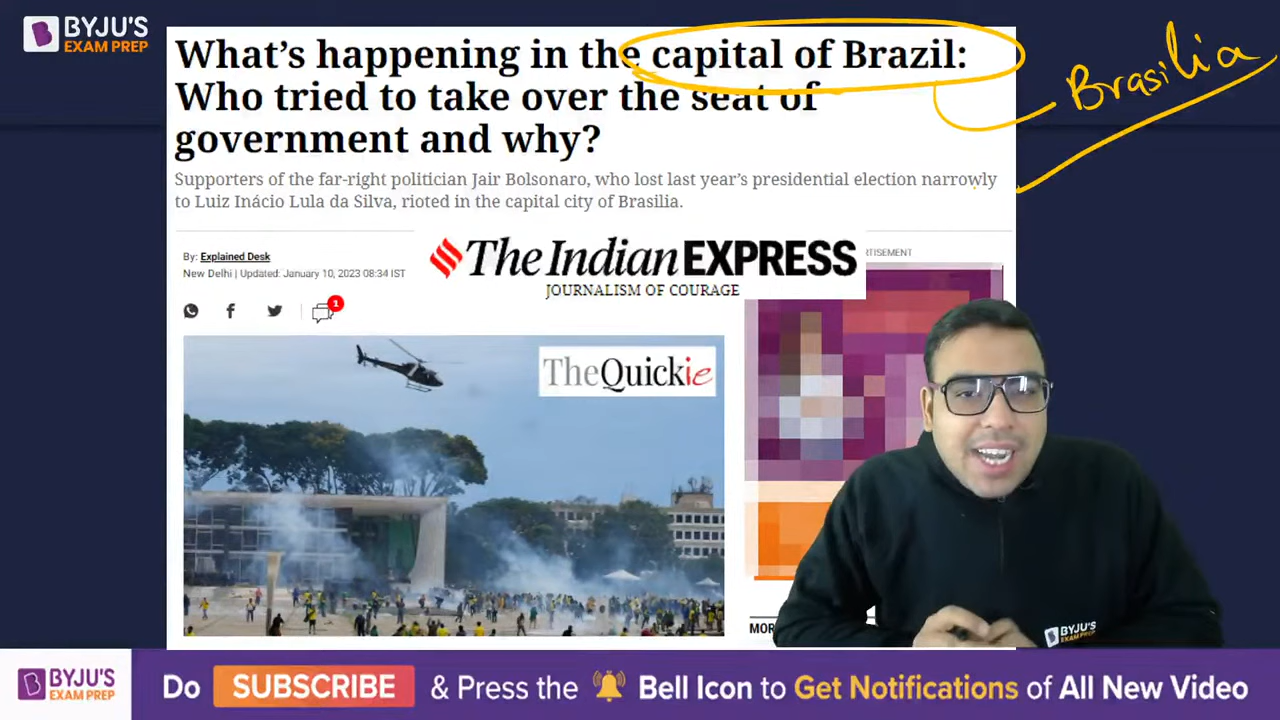 BYJU'S
EXAM PREP
What's happening in the capital of Brazil:
Who tried to take over the seat of
government and why?
Brasilia
Supporters of the far-right politician Jair Bolsonaro, who lost last year's presidential election narrowly
to Luiz Inácio Lula da Silva, rioted in the capital city of Brasilia.
By: Explained Desk
New Delhi | Updated: January 10, 2023 08:34 IST
The Indian EXPRESS
JOURNALISM OF COURAGE
1
TheQuickie
BYJU'S
EXAM PREP
BYJU'S
EXAM PREP
Do SUBSCRIBE & Press the Bell Icon to Get Notifications of All New Video